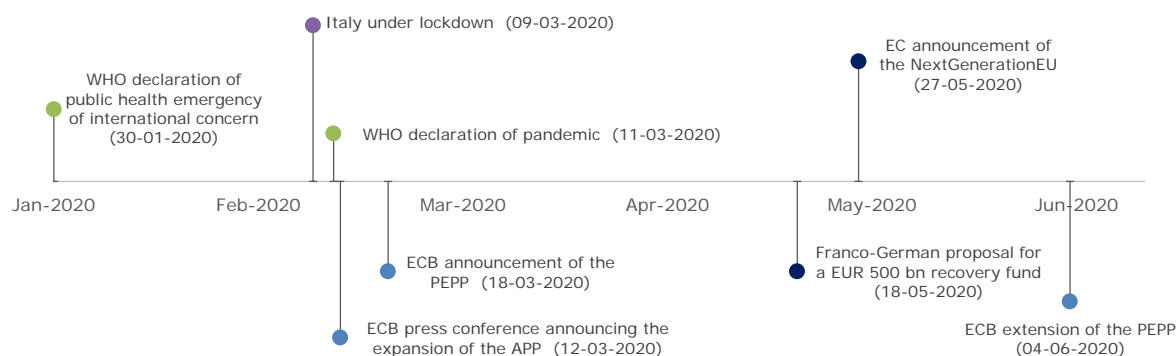 Italy under lockdown (09-03-2020)
WHO declaration of
public health emergency
of international concern
(30-01-2020)
WHO declaration of pandemic (11-03-2020)
EC announcement of
the NextGenerationEU
(27-05-2020)
Jan-2020
Feb-2020
Mar-2020
Apr-2020
May-2020
Jun-2020
ECB announcement of the
PEPP (18-03-2020)
ECB press conference announcing the
expansion of the APP (12-03-2020)
Franco-German proposal for
a EUR 500 bn recovery fund
(18-05-2020)
ECB extension of the PEPP
(04-06-2020)